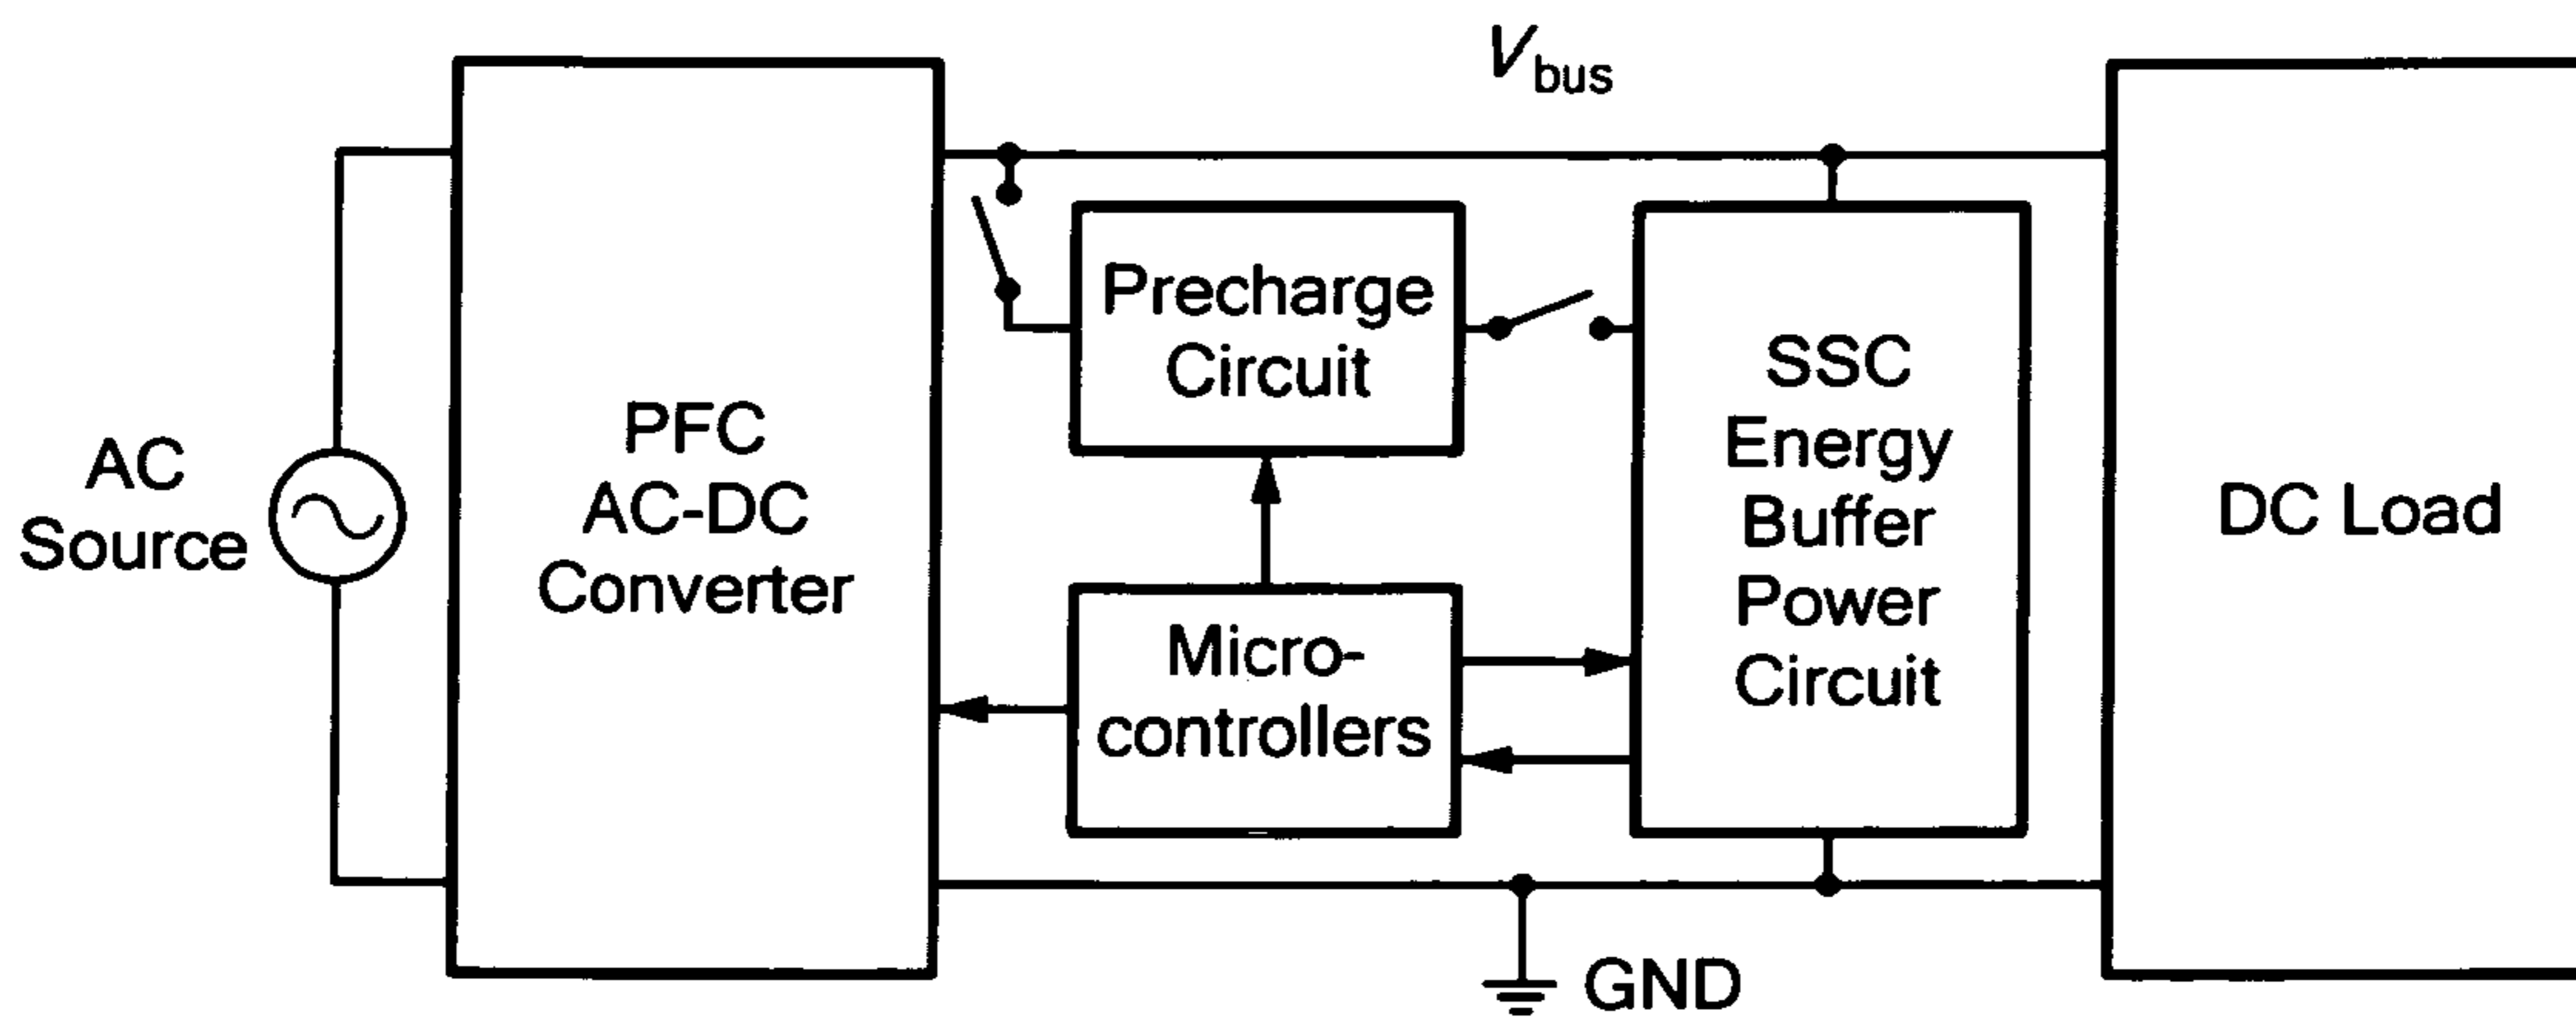 V_bus
AC
Source
PFC
AC-DC
Converter
Precharge
Circuit
Micro-
controllers
SSC
Energy
Buffer
Power
Circuit
DC Load
GND